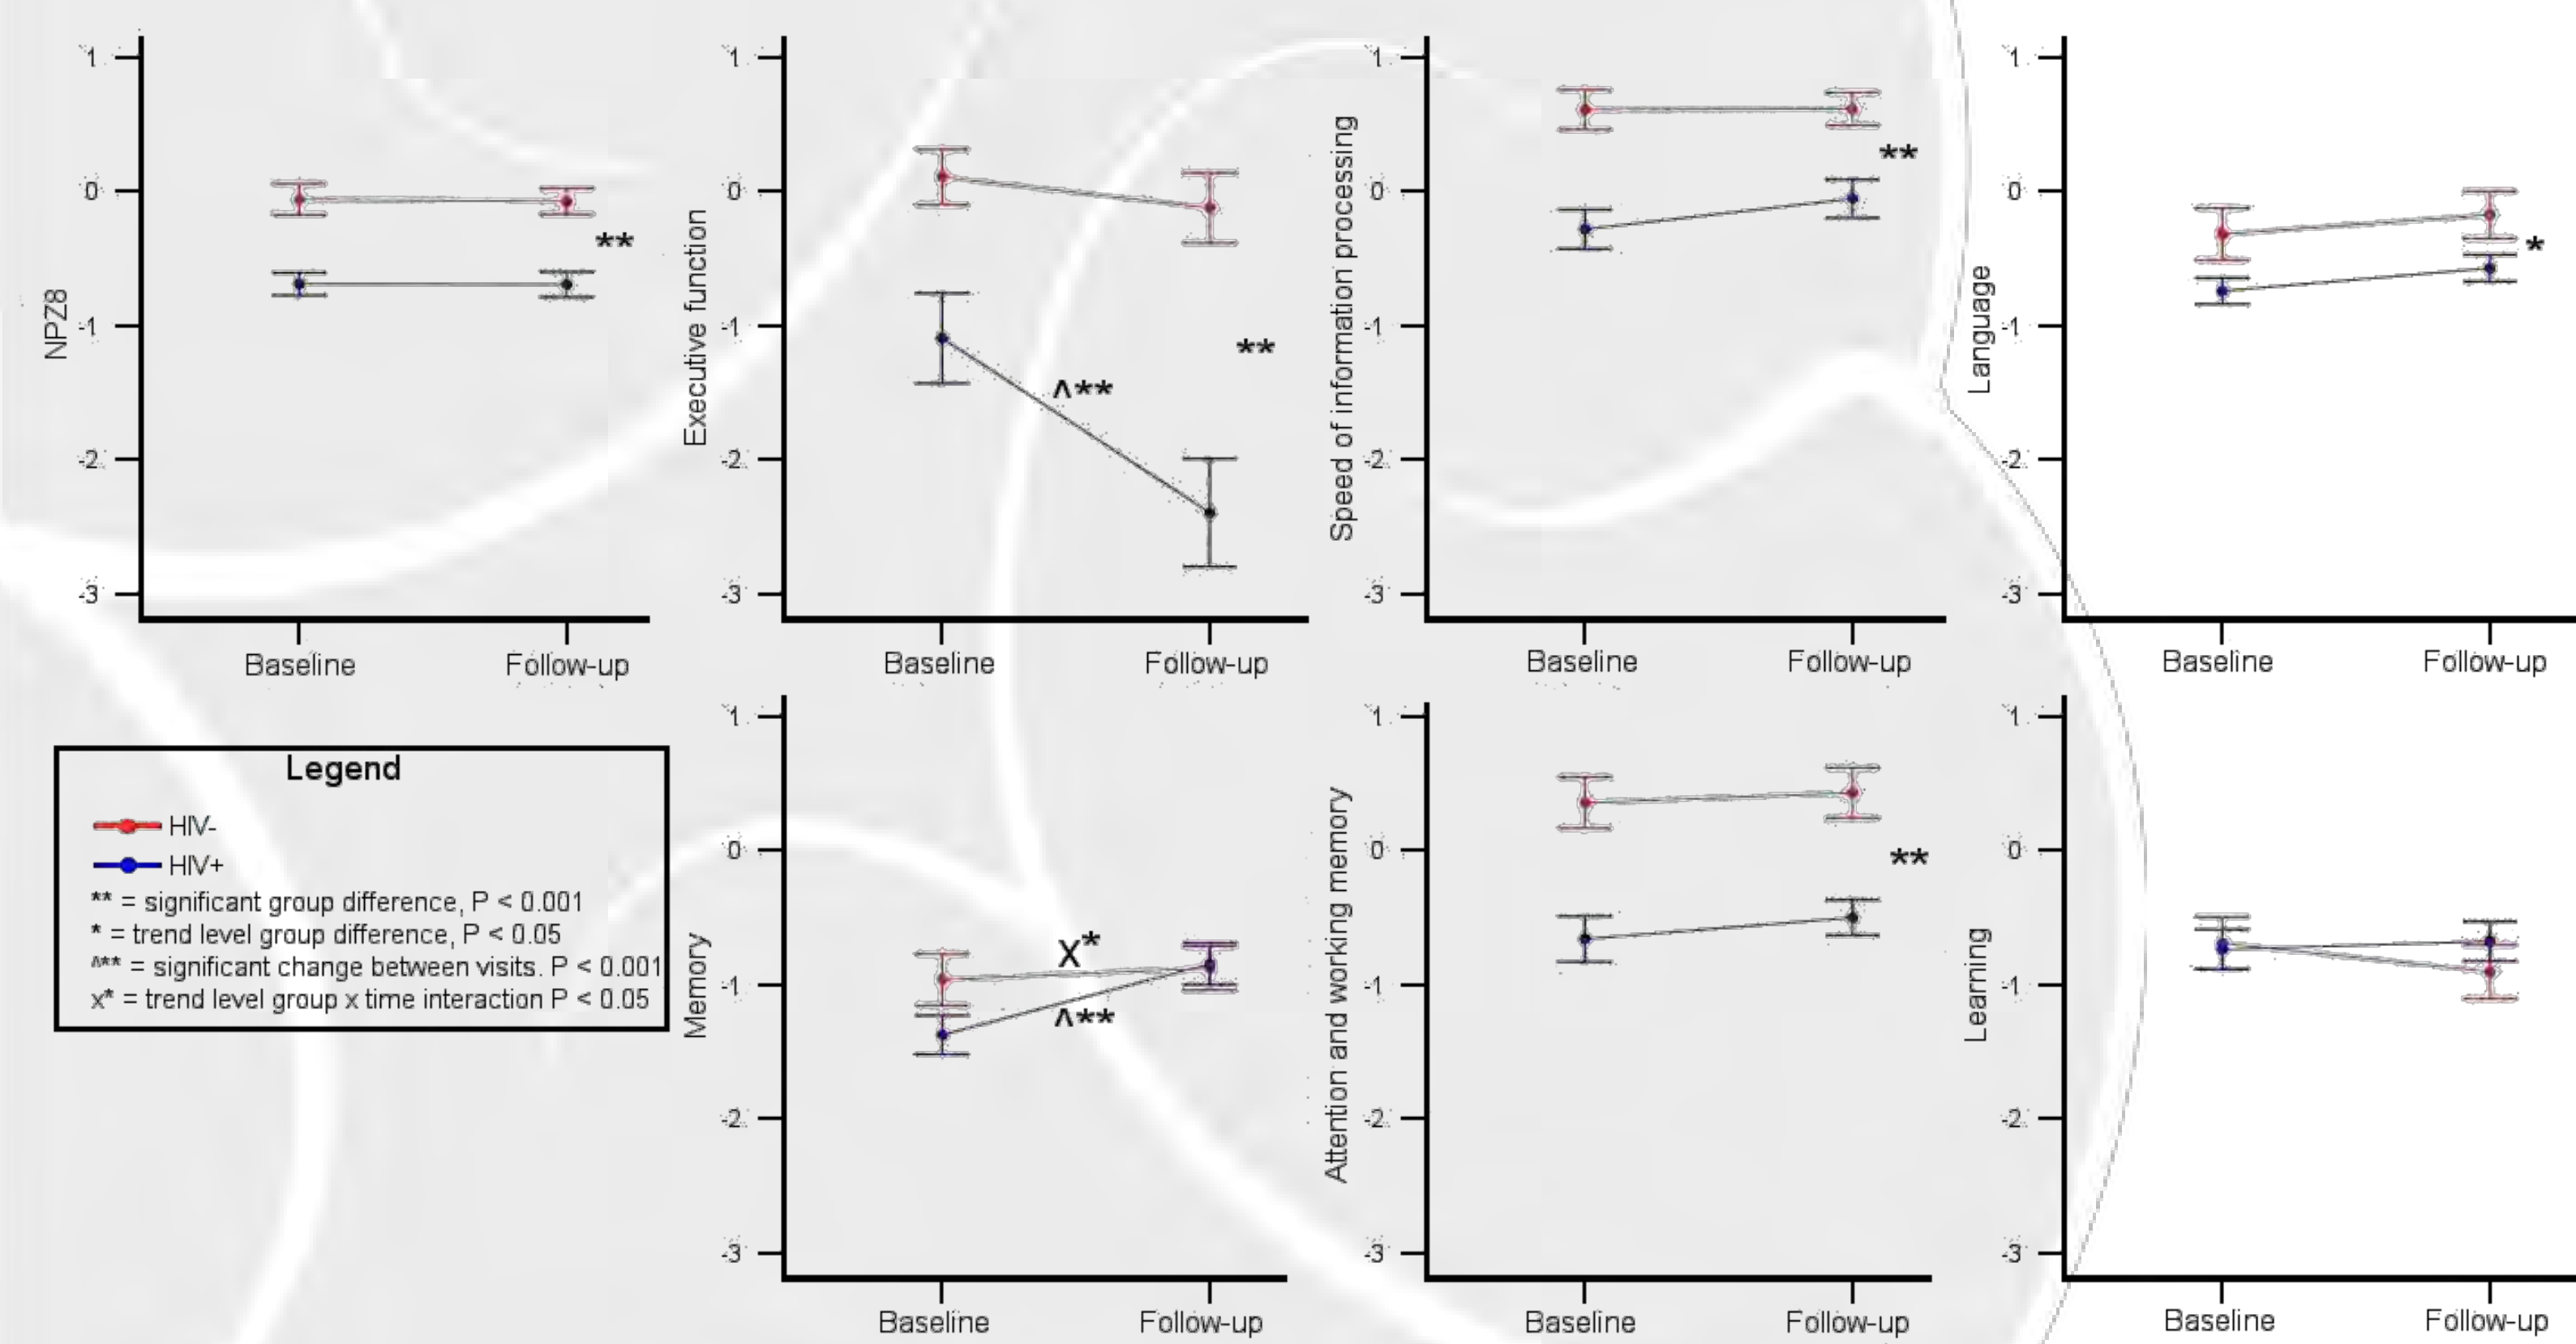 1
0
-1
-2
-3
NPZ8
Baseline Follow-up
1
0
-1
-2
-3
Executive function
^**
**
Baseline Follow-up
1
0
-1
-2
-3
Speed of information processing
**
Baseline Follow-up
1
0
-1
-2
-3
Language
*
Baseline Follow-up
**
Legend
HIV-
HIV+
** = significant group difference, P < 0.001
* = trend level group difference, P < 0.05
^** = significant change between visits. P < 0.001
x* = trend level group x time interaction P < 0.05
1
0
-1
-2
-3
Memory
X*
^**
Baseline Follow-up
1
0
-1
-2
-3
Attention and working memory
**
Baseline Follow-up
1
0
-1
-2
-3
Learning
Baseline Follow-up